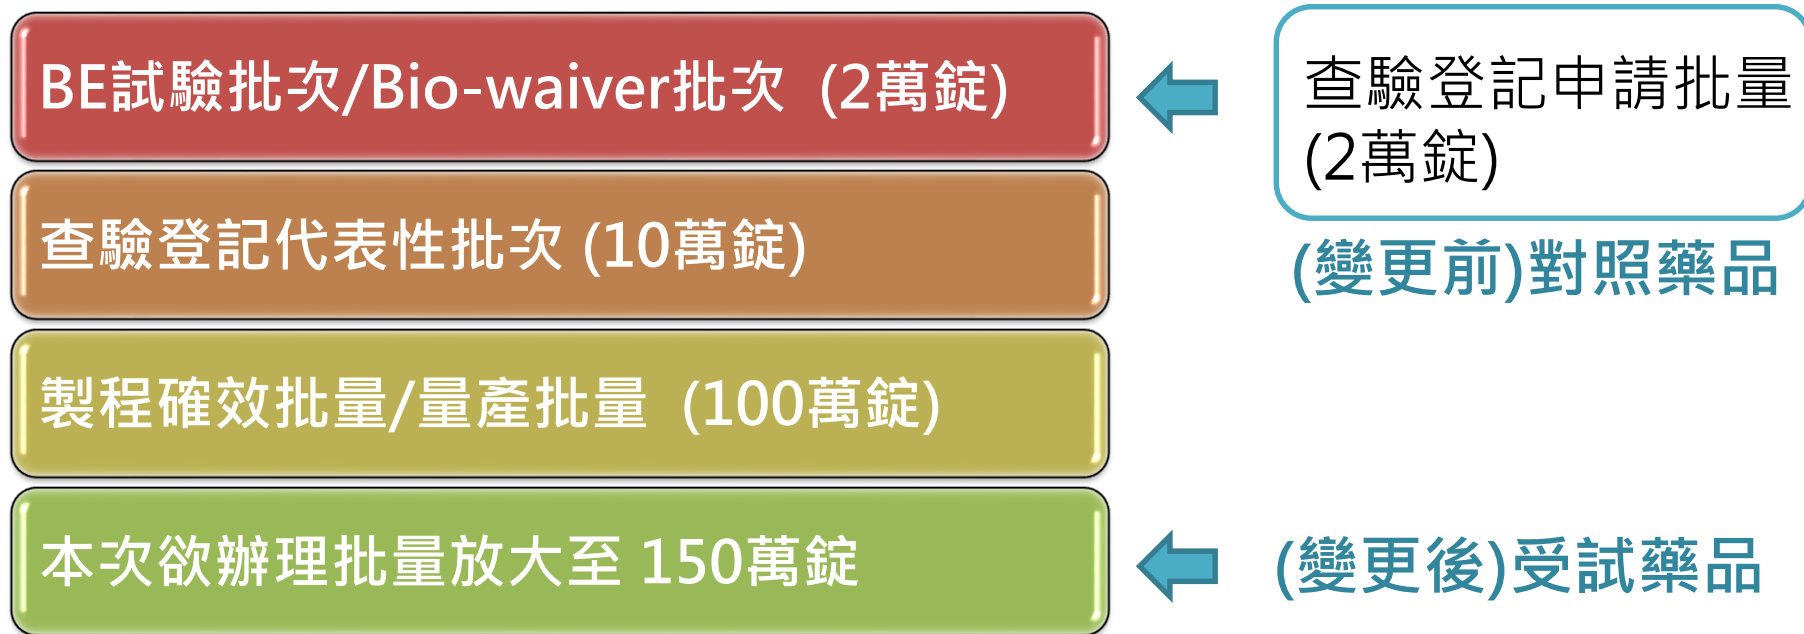 BE試驗批次/Bio-waiver批次 (2萬錠)
查驗登記申請批量
(2萬錠)
查驗登記代表性批次 (10萬錠)
(變更前)對照藥品
製程確效批量/量產批量 (100萬錠)
本次欲辦理批量放大至 150萬錠
(變更後)受試藥品